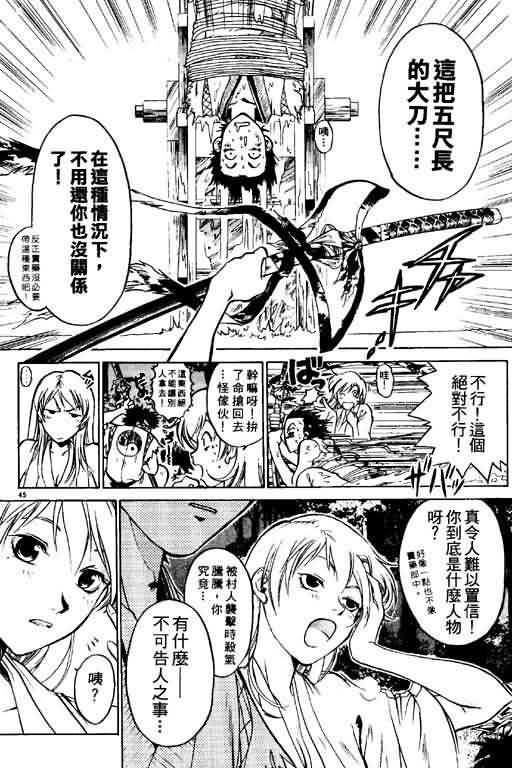 這把五尺長
的大刀……
咦！
在這種情況下，
不用還你也沒關係
了！
反正賣藥沒必要
帶這種東西吧！
不行！這個
絕對不行！
哇！
幹嘛呀！拚
了命搶回去
…怪傢伙！
這東西絕
不能讓別
人拿去！
45
真令人難以置信！
你到底是什麼人物
呀？
好像一點也不像
賣藥郎中。
被村人襲擊時殺氣
騰騰，你
究竟…
有什麼——
不可告人之事…
咦？